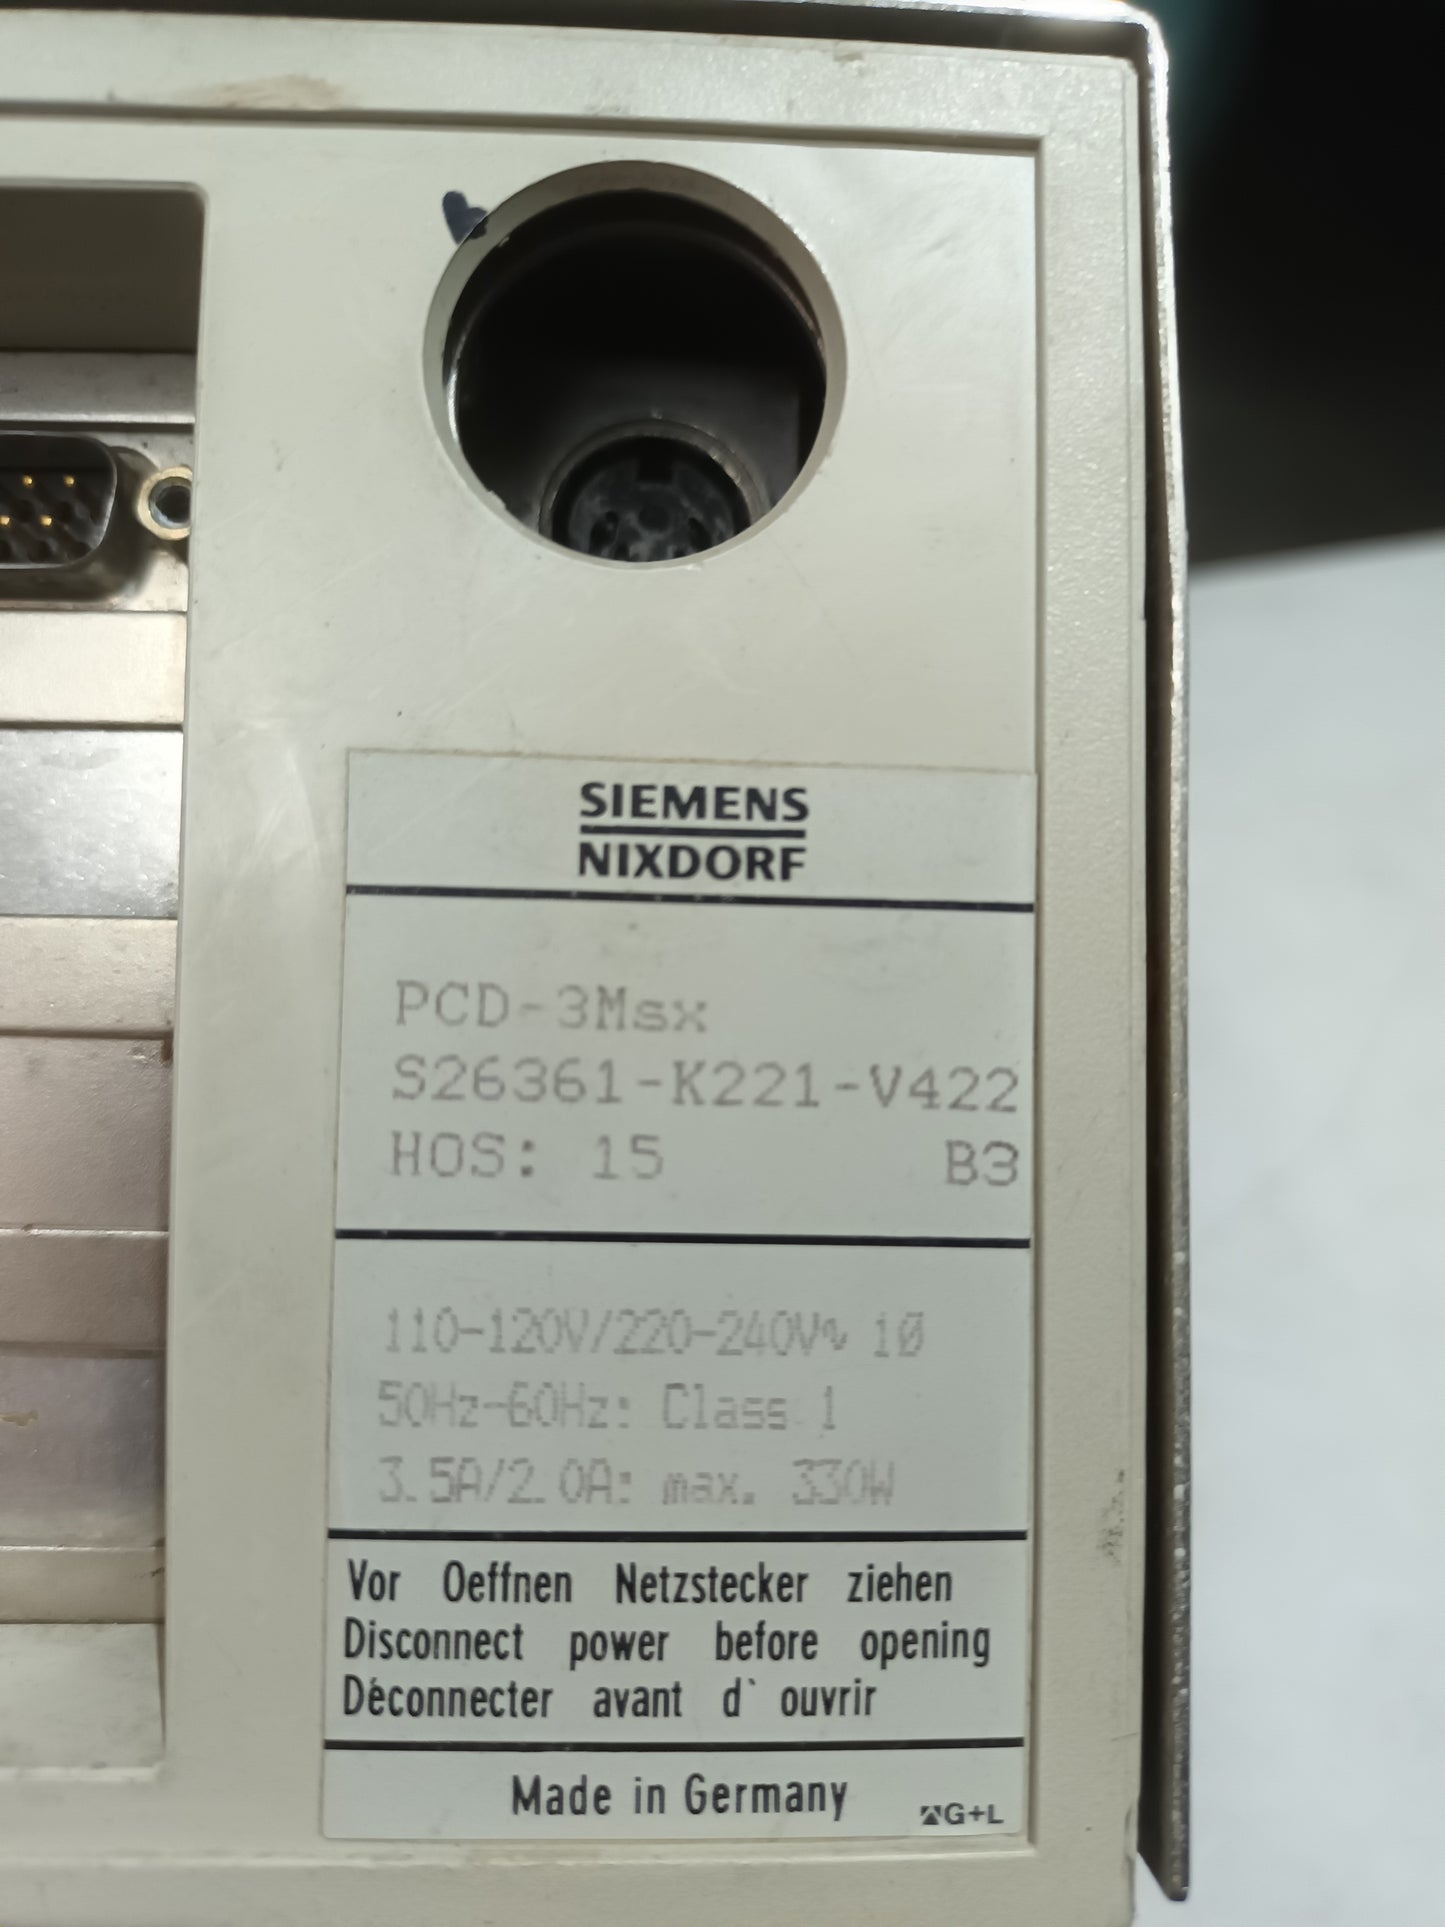 SIEMENS
NIXDORF
PCD-3Msx
S26361-K221-V422
HOS: 15 B3
110-120V/220-240V∿ 1Ø
50Hz-60Hz: Class 1
3.5A/2.0A: max. 330W
Vor Oeffnen Netzstecker ziehen
Disconnect power before opening
Déconnecter avant d` ouvrir
Made in Germany
G+L